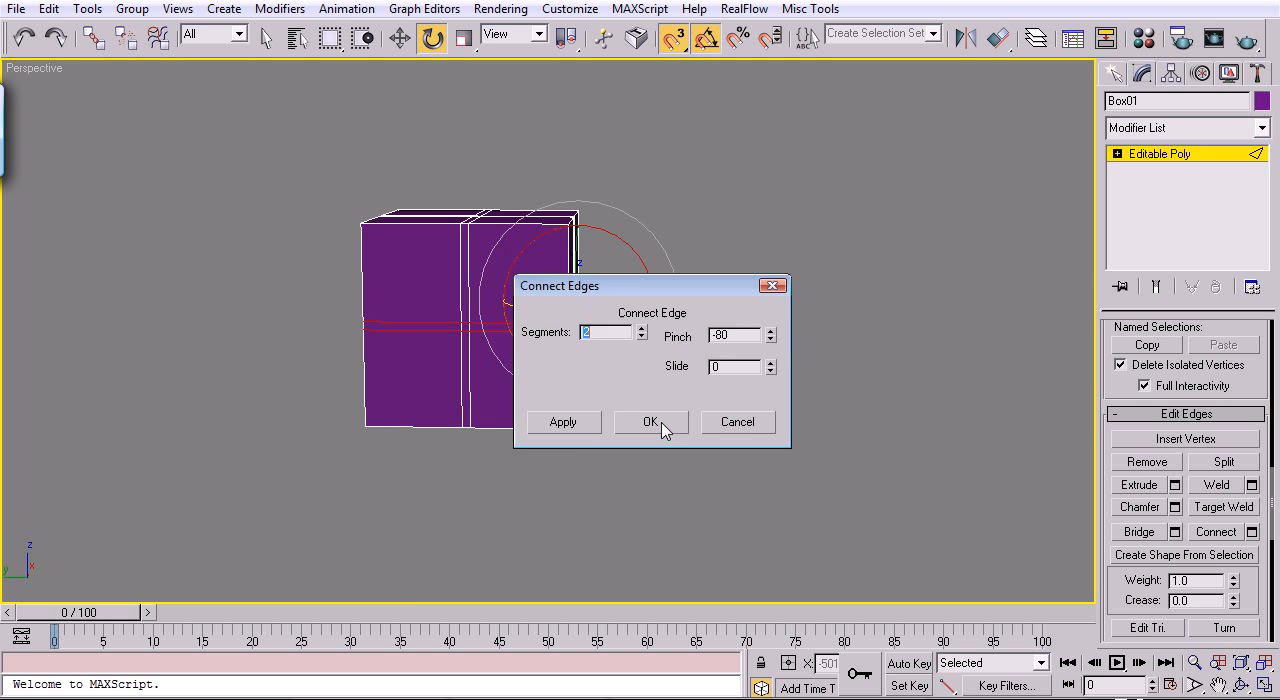 File Edit Tools Group Views Create Modifiers Animation Graph Editors Rendering Customize MAXScript Help RealFlow Misc Tools
All View 3 % {ABC Create Selection Set
Perspective
Box01
Modifier List
Editable Poly
z
Connect Edges
Connect Edge
Segments: 2 Pinch -80
Slide 0
Apply OK Cancel
Named Selections:
Copy Paste
Delete Isolated Vertices
Full Interactivity
- Edit Edges
Insert Vertex
Remove Split
Extrude Weld
Chamfer Target Weld
Bridge Connect
Create Shape From Selection
Weight: 1.0
Crease: 0.0
Edit Tri. Turn
z
x
y
< 0 / 100 >
0 5 10 15 20 25 30 35 40 45 50 55 60 65 70 75 80 85 90 95 100
X: -501 Auto Key Selected
Welcome to MAXScript.
Add Time T Set Key Key Filters... 0